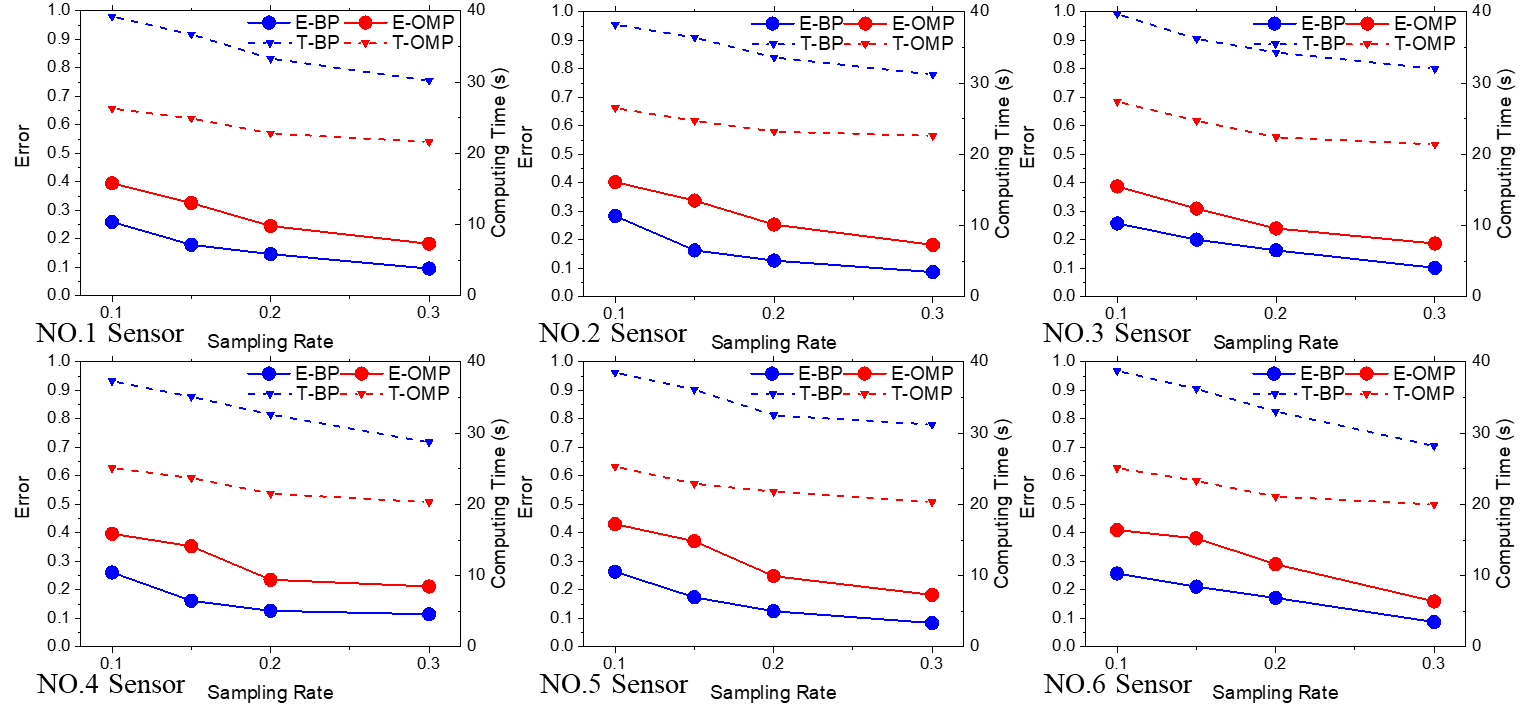 E-BP E-OMP
T-BP T-OMP
1.0
0.9
0.8
0.7
0.6
0.5
0.4
0.3
0.2
0.1
0.0
Error
40
30
20
10
0
Computing Time (s)
0.1 0.2 0.3
Sampling Rate
NO.1 Sensor
E-BP E-OMP
T-BP T-OMP
1.0
0.9
0.8
0.7
0.6
0.5
0.4
0.3
0.2
0.1
0.0
Error
40
30
20
10
0
Computing Time (s)
0.1 0.2 0.3
Sampling Rate
NO.2 Sensor
E-BP E-OMP
T-BP T-OMP
1.0
0.9
0.8
0.7
0.6
0.5
0.4
0.3
0.2
0.1
0.0
Error
40
30
20
10
0
Computing Time (s)
0.1 0.2 0.3
Sampling Rate
NO.3 Sensor
E-BP E-OMP
T-BP T-OMP
1.0
0.9
0.8
0.7
0.6
0.5
0.4
0.3
0.2
0.1
0.0
Error
40
30
20
10
0
Computing Time (s)
0.1 0.2 0.3
Sampling Rate
NO.4 Sensor
E-BP E-OMP
T-BP T-OMP
1.0
0.9
0.8
0.7
0.6
0.5
0.4
0.3
0.2
0.1
0.0
Error
40
30
20
10
0
Computing Time (s)
0.1 0.2 0.3
Sampling Rate
NO.5 Sensor
E-BP E-OMP
T-BP T-OMP
1.0
0.9
0.8
0.7
0.6
0.5
0.4
0.3
0.2
0.1
0.0
Error
40
30
20
10
0
Computing Time (s)
0.1 0.2 0.3
Sampling Rate
NO.6 Sensor